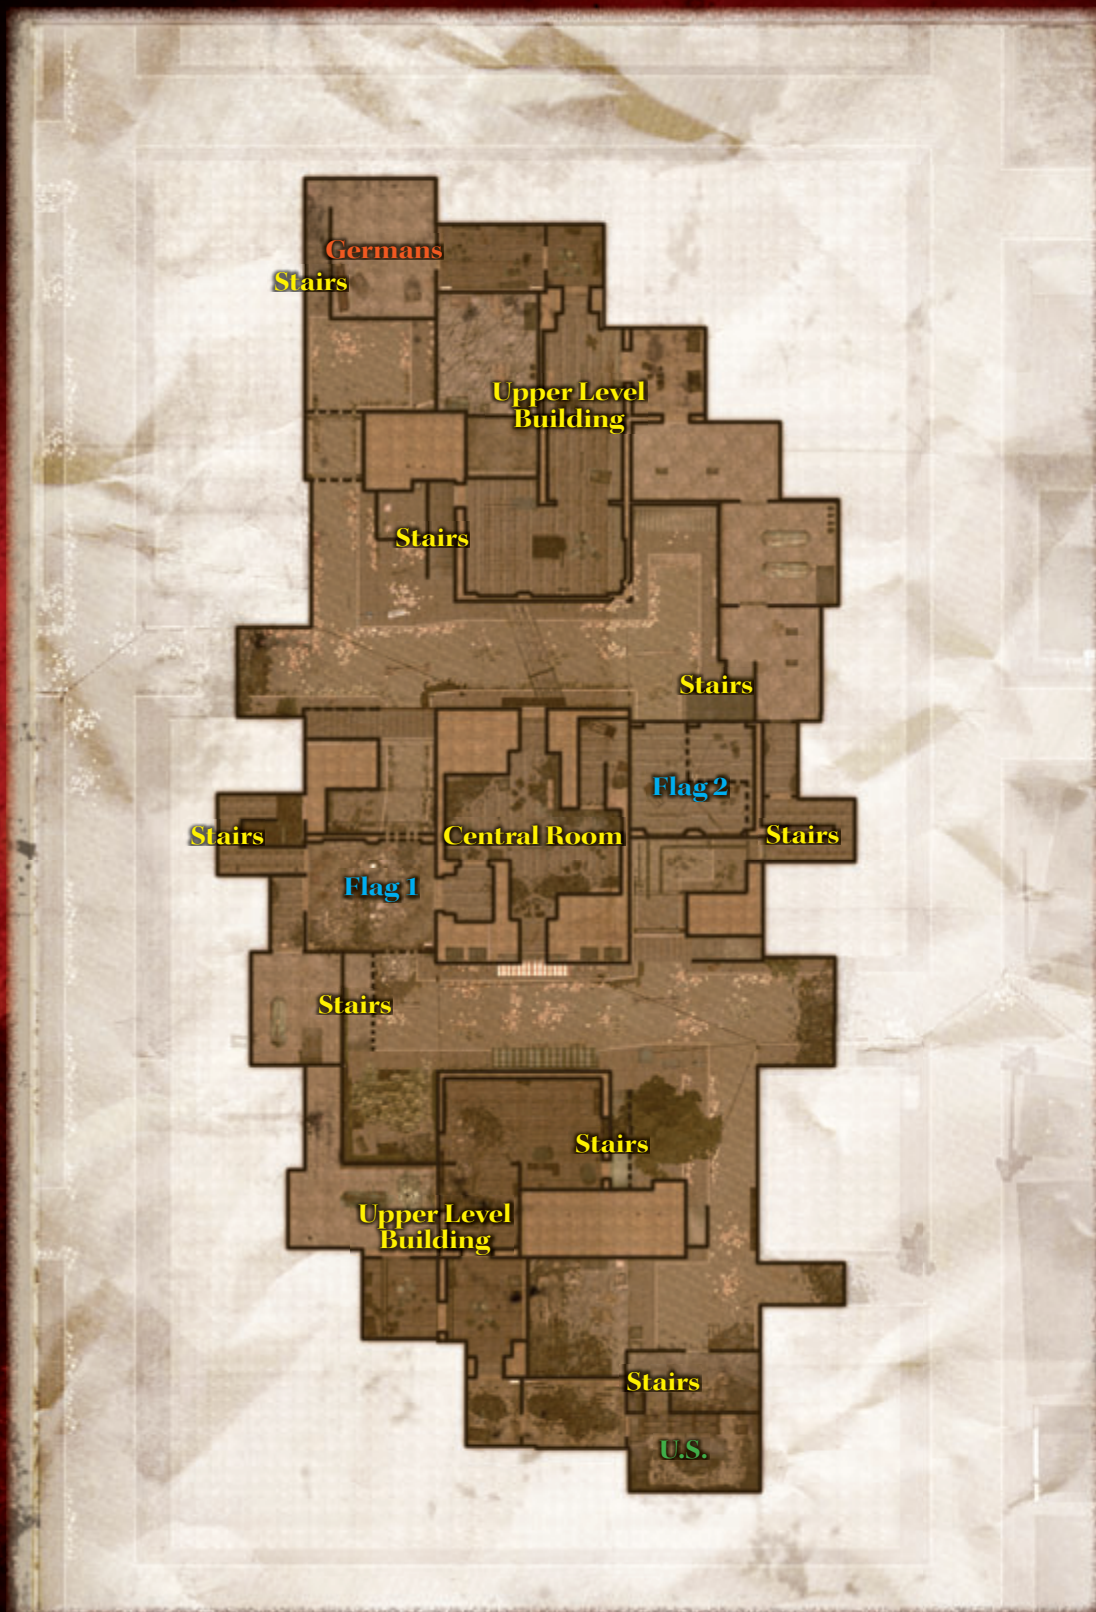 Germans
Stairs
Upper Level
Building
Stairs
Stairs
Flag 2
Stairs
Central Room
Stairs
Flag 1
Stairs
Stairs
Upper Level
Building
Stairs
U.S.